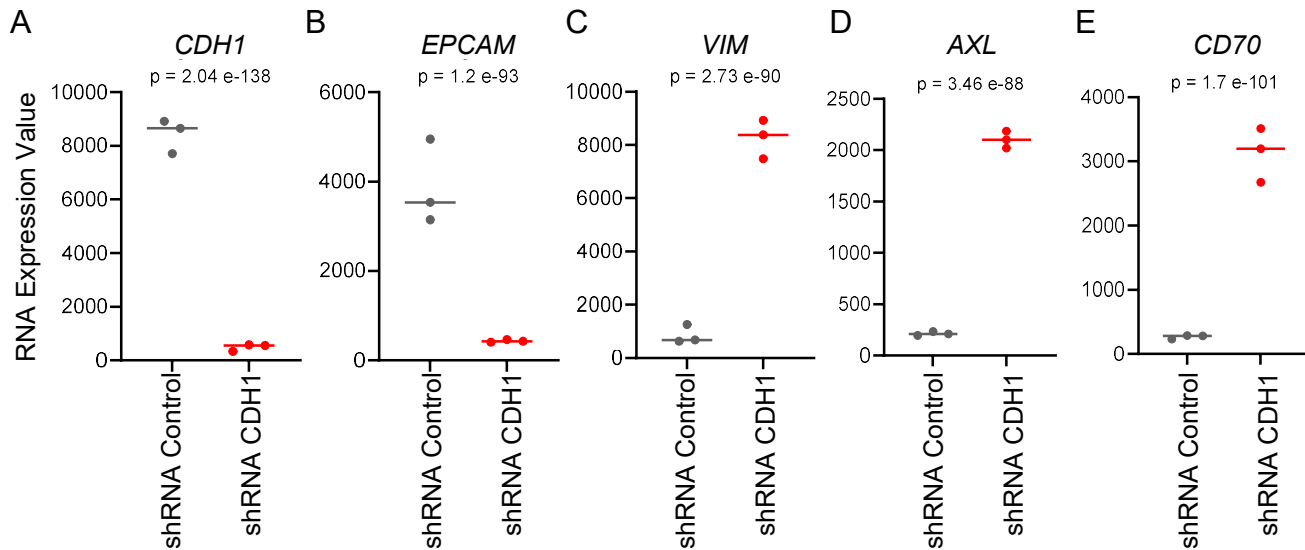 A
CDH1
p = 2.04 e-138
B
EPCAM
p = 1.2 e-93
C
VIM
p = 2.73 e-90
D
AXL
p = 3.46 e-88
E
CD70
p = 1.7 e-101
RNA Expression Value
10000
8000
6000
4000
2000
0
shRNA Control
shRNA CDH1
6000
4000
2000
0
shRNA Control
shRNA CDH1
10000
8000
6000
4000
2000
0
shRNA Control
shRNA CDH1
2500
2000
1500
1000
500
0
shRNA Control
shRNA CDH1
4000
3000
2000
1000
0
shRNA Control
shRNA CDH1